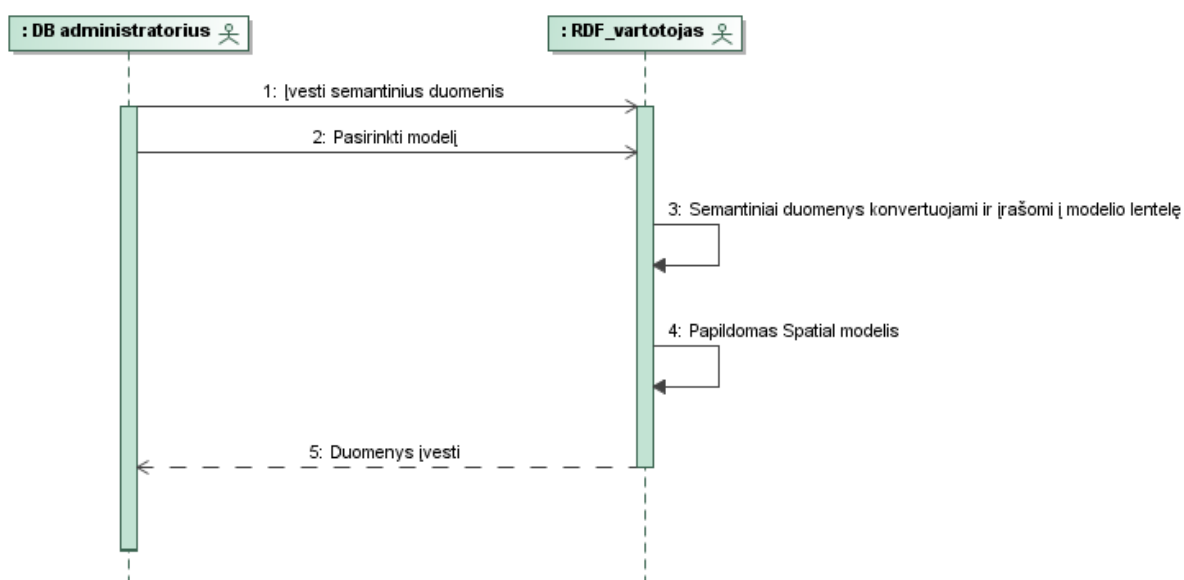 : DB administratorius
: RDF_vartotojas
1: Įvesti semantinius duomenis
2: Pasirinkti modelį
3: Semantiniai duomenys konvertuojami ir įrašomi į modelio lentelę
4: Papildomas Spatial modelis
5: Duomenys įvesti